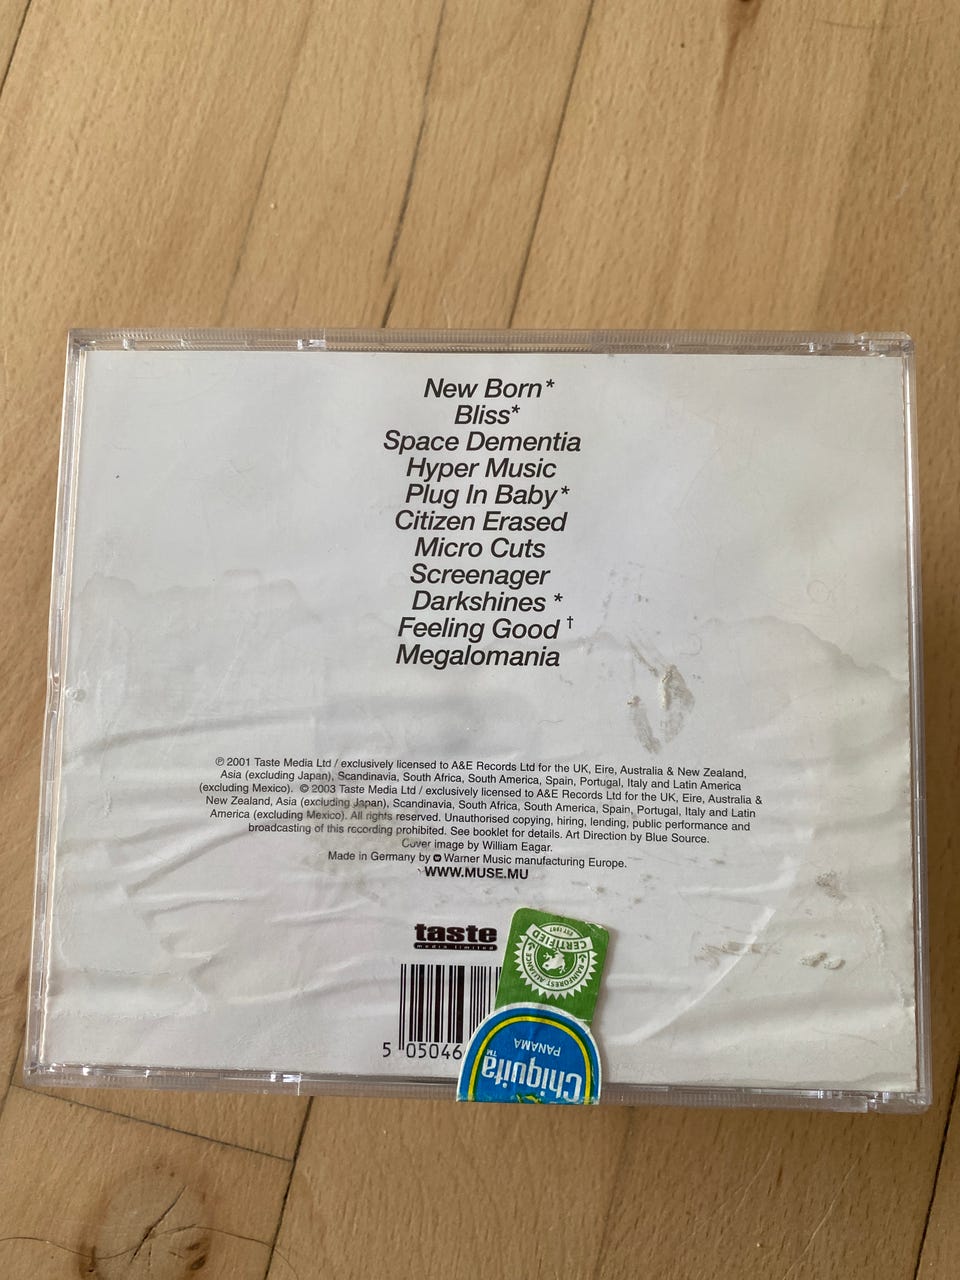 New Born*
Bliss*
Space Dementia
Hyper Music
Plug In Baby*
Citizen Erased
Micro Cuts
Screenager
Darkshines *
Feeling Good †
Megalomania
℗ 2001 Taste Media Ltd / exclusively licensed to A&E Records Ltd for the UK, Eire, Australia & New Zealand,
Asia (excluding Japan), Scandinavia, South Africa, South America, Spain, Portugal, Italy and Latin America
(excluding Mexico). © 2003 Taste Media Ltd / exclusively licensed to A&E Records Ltd for the UK, Eire, Australia &
New Zealand, Asia (excluding Japan), Scandinavia, South Africa, South America, Spain, Portugal, Italy and Latin
America (excluding Mexico). All rights reserved. Unauthorised copying, hiring, lending, public performance and
broadcasting of this recording prohibited. See booklet for details. Art Direction by Blue Source.
Cover image by William Eagar.
Made in Germany by Warner Music manufacturing Europe.
WWW.MUSE.MU
taste
media limited
5 05046
RAINFOREST ALLIANCE
CERTIFIED
EST 1987
PANAMA
Chiquita™